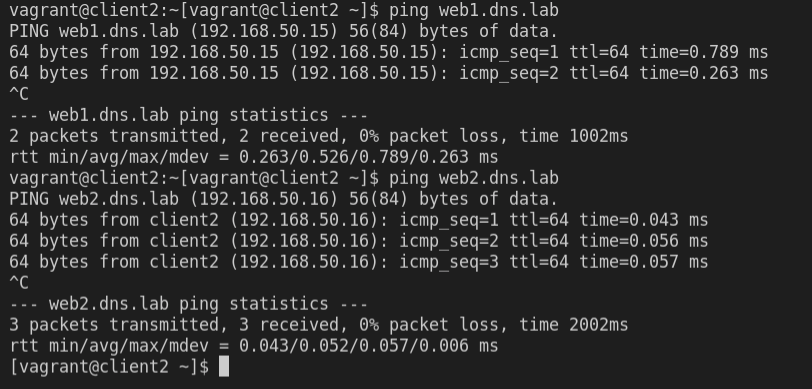 vagrant@client2:~[vagrant@client2 ~]$ ping web1.dns.lab
PING web1.dns.lab (192.168.50.15) 56(84) bytes of data.
64 bytes from 192.168.50.15 (192.168.50.15): icmp_seq=1 ttl=64 time=0.789 ms
64 bytes from 192.168.50.15 (192.168.50.15): icmp_seq=2 ttl=64 time=0.263 ms
^C
--- web1.dns.lab ping statistics ---
2 packets transmitted, 2 received, 0% packet loss, time 1002ms
rtt min/avg/max/mdev = 0.263/0.526/0.789/0.263 ms
vagrant@client2:~[vagrant@client2 ~]$ ping web2.dns.lab
PING web2.dns.lab (192.168.50.16) 56(84) bytes of data.
64 bytes from client2 (192.168.50.16): icmp_seq=1 ttl=64 time=0.043 ms
64 bytes from client2 (192.168.50.16): icmp_seq=2 ttl=64 time=0.056 ms
64 bytes from client2 (192.168.50.16): icmp_seq=3 ttl=64 time=0.057 ms
^C
--- web2.dns.lab ping statistics ---
3 packets transmitted, 3 received, 0% packet loss, time 2002ms
rtt min/avg/max/mdev = 0.043/0.052/0.057/0.006 ms
[vagrant@client2 ~]$